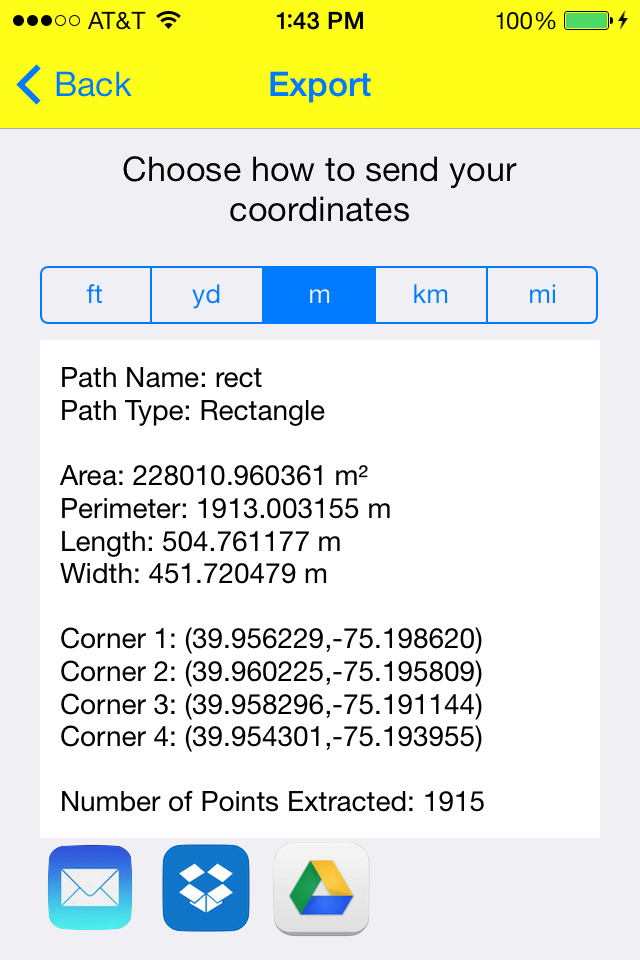 AT&T 1:43 PM 100%
Back Export
Choose how to send your
coordinates
ft yd m km mi
Path Name: rect
Path Type: Rectangle
Area: 228010.960361 m²
Perimeter: 1913.003155 m
Length: 504.761177 m
Width: 451.720479 m
Corner 1: (39.956229,-75.198620)
Corner 2: (39.960225,-75.195809)
Corner 3: (39.958296,-75.191144)
Corner 4: (39.954301,-75.193955)
Number of Points Extracted: 1915